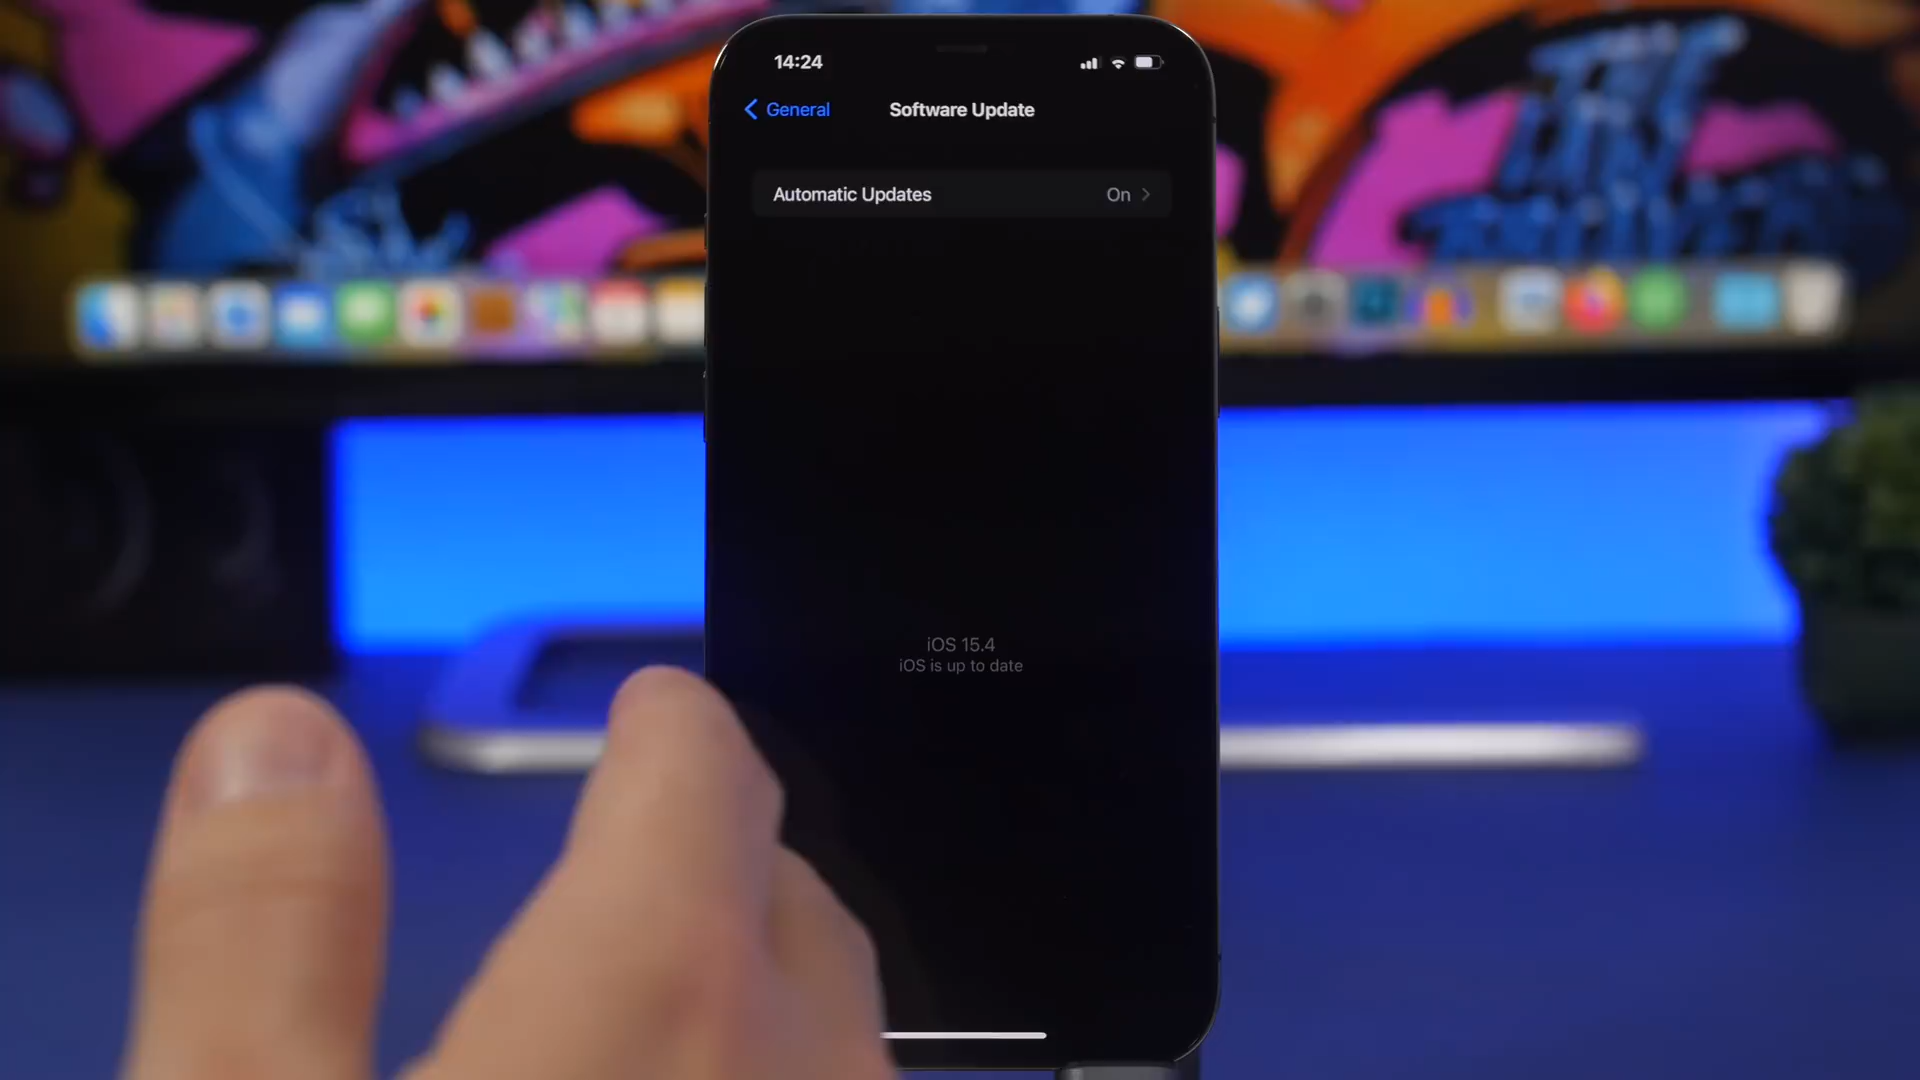 14:24
General
Software Update
Automatic Updates
On
iOS 15.4
iOS is up to date